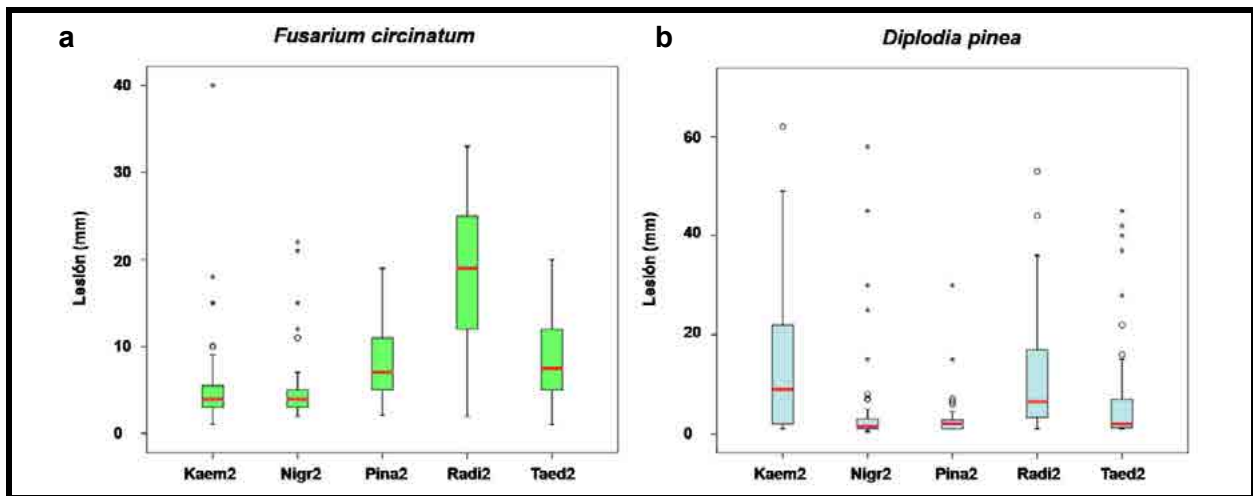 a
Fusarium circinatum
Lesión (mm)
40
30
20
10
0
Kaem2 Nigr2 Pina2 Radi2 Taed2
b
Diplodia pinea
Lesión (mm)
60
40
20
0
Kaem2 Nigr2 Pina2 Radi2 Taed2